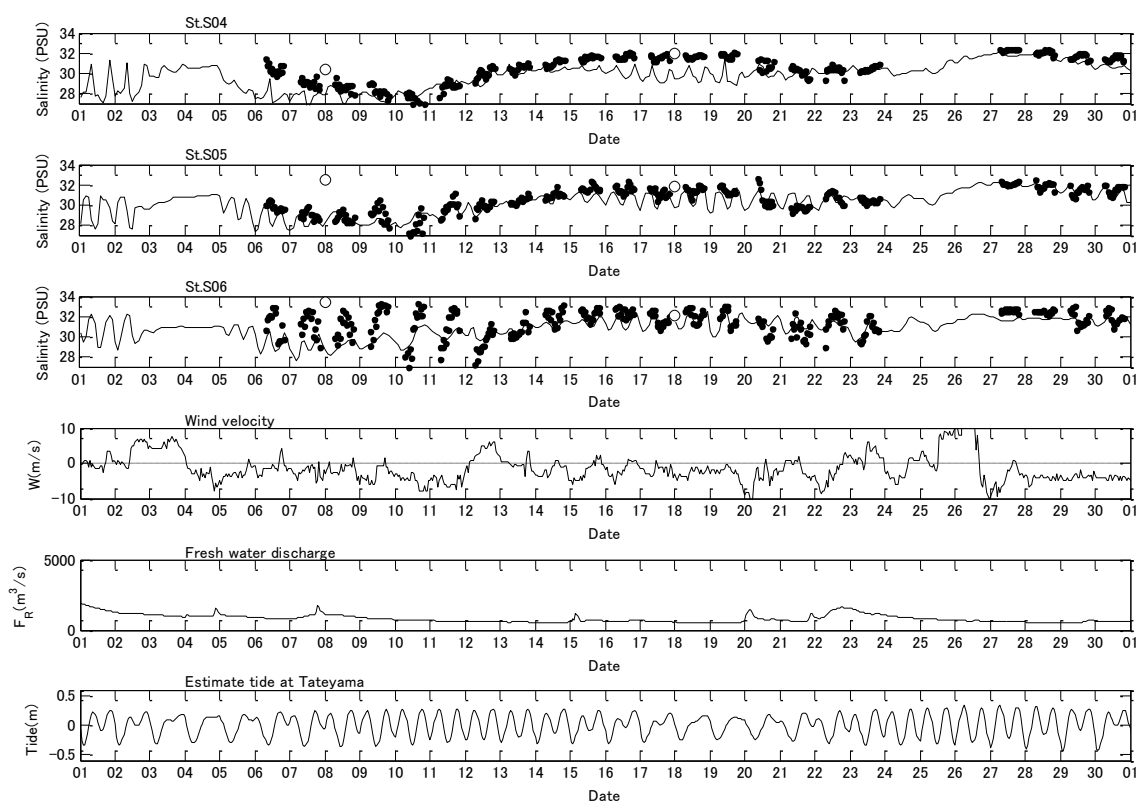 St.S04
Salinity (PSU)
34
32
30
28
01 02 03 04 05 06 07 08 09 10 11 12 13 14 15 16 17 18 19 20 21 22 23 24 25 26 27 28 29 30 01
Date
St.S05
Salinity (PSU)
34
32
30
28
01 02 03 04 05 06 07 08 09 10 11 12 13 14 15 16 17 18 19 20 21 22 23 24 25 26 27 28 29 30 01
Date
St.S06
Salinity (PSU)
34
32
30
28
01 02 03 04 05 06 07 08 09 10 11 12 13 14 15 16 17 18 19 20 21 22 23 24 25 26 27 28 29 30 01
Date
Wind velocity
W(m/s)
10
0
-10
01 02 03 04 05 06 07 08 09 10 11 12 13 14 15 16 17 18 19 20 21 22 23 24 25 26 27 28 29 30 01
Date
Fresh water discharge
F_R(m³/s)
5000
0
01 02 03 04 05 06 07 08 09 10 11 12 13 14 15 16 17 18 19 20 21 22 23 24 25 26 27 28 29 30 01
Date
Estimate tide at Tateyama
Tide(m)
0.5
0
-0.5
01 02 03 04 05 06 07 08 09 10 11 12 13 14 15 16 17 18 19 20 21 22 23 24 25 26 27 28 29 30 01
Date